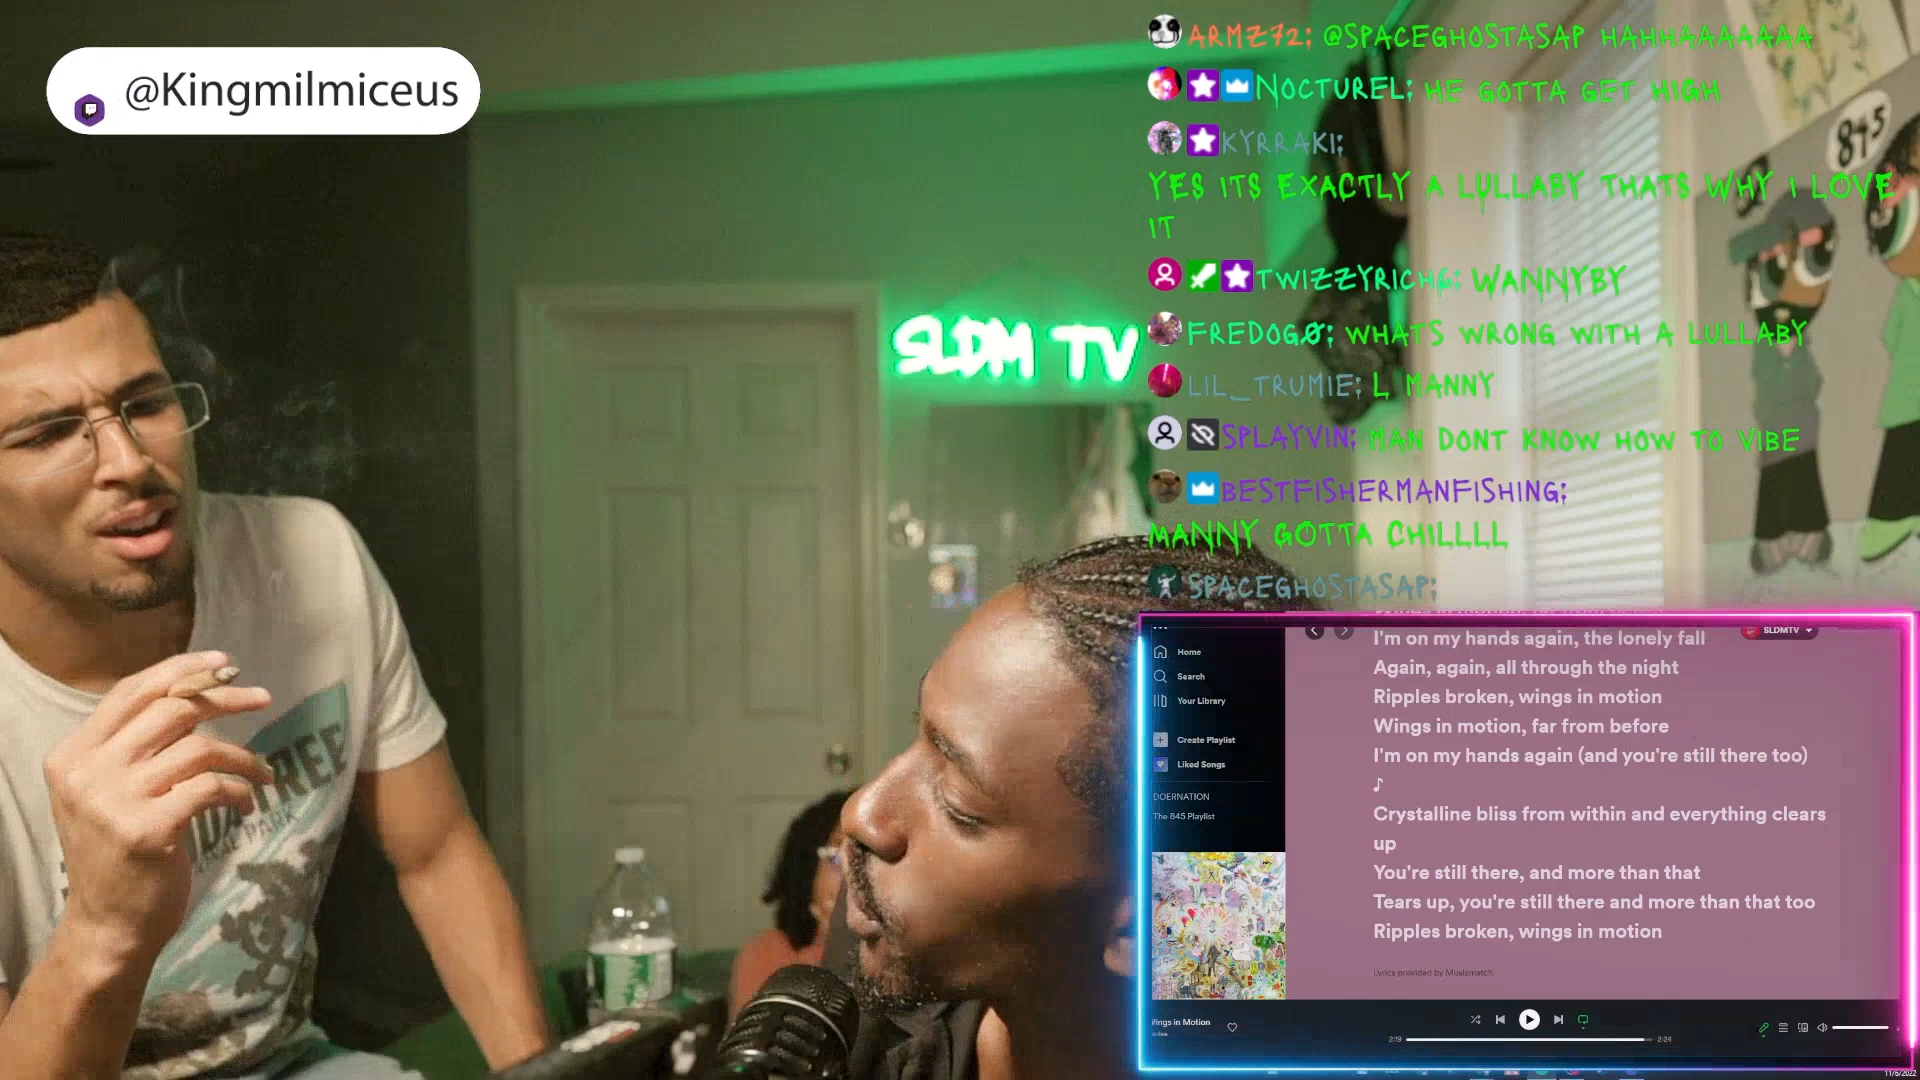 @Kingmilmiceus
ARMZ72: @SPACEGHOSTASAP HAHHAAAAAAA
NOCTUREL: HE GOTTA GET HIGH
KYRRAKI:
YES ITS EXACTLY A LULLABY THATS WHY I LOVE
IT
TWIZZYRICH6: WANNYBY
FREDOG0: WHATS WRONG WITH A LULLABY
LIL_TRUMIE: L MANNY
SPLAYVIN: MAN DONT KNOW HOW TO VIBE
BESTFISHERMANFISHING:
MANNY GOTTA CHILLLL
SPACEGHOSTASAP:
845
SLDM TV
TREE
PARK
SLDMTV
Home
Search
Your Library
Create Playlist
Liked Songs
DOERNATION
The 845 Playlist
I'm on my hands again, the lonely fall
Again, again, all through the night
Ripples broken, wings in motion
Wings in motion, far from before
I'm on my hands again (and you're still there too)
♪
Crystalline bliss from within and everything clears
up
You're still there, and more than that
Tears up, you're still there and more than that too
Ripples broken, wings in motion
Lyrics provided by Musixmatch
Wings in Motion
2:19
2:24
11/6/2022